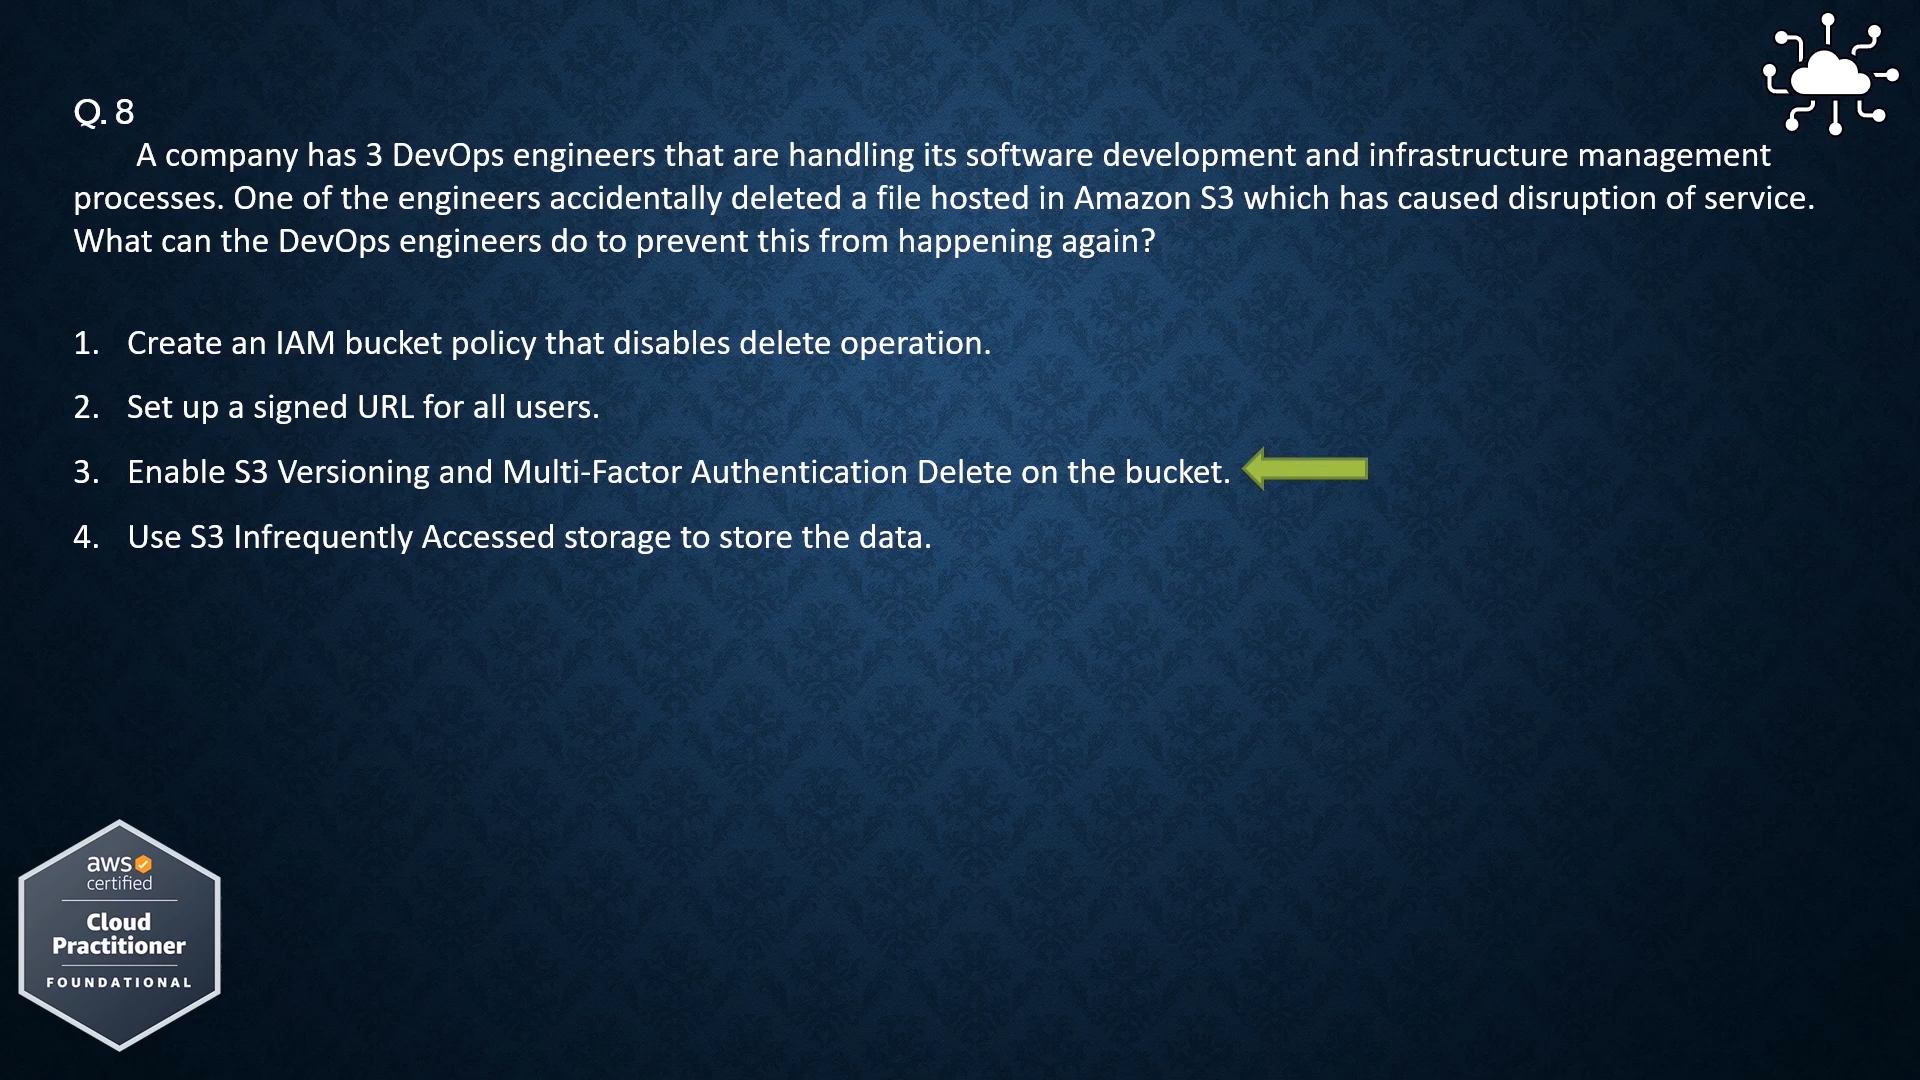 Q. 8
A company has 3 DevOps engineers that are handling its software development and infrastructure management
processes. One of the engineers accidentally deleted a file hosted in Amazon S3 which has caused disruption of service.
What can the DevOps engineers do to prevent this from happening again?
1. Create an IAM bucket policy that disables delete operation.
2. Set up a signed URL for all users.
3. Enable S3 Versioning and Multi-Factor Authentication Delete on the bucket.
4. Use S3 Infrequently Accessed storage to store the data.
aws
certified
Cloud
Practitioner
FOUNDATIONAL